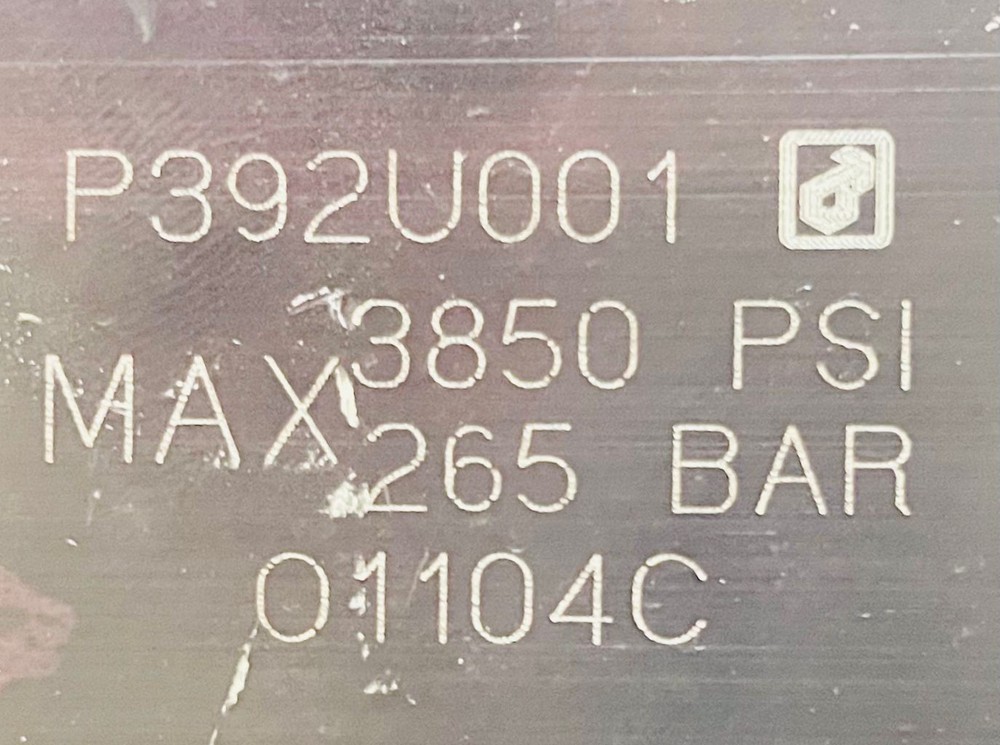 P392U001
3850 PSI
MAX
265 BAR
01104C